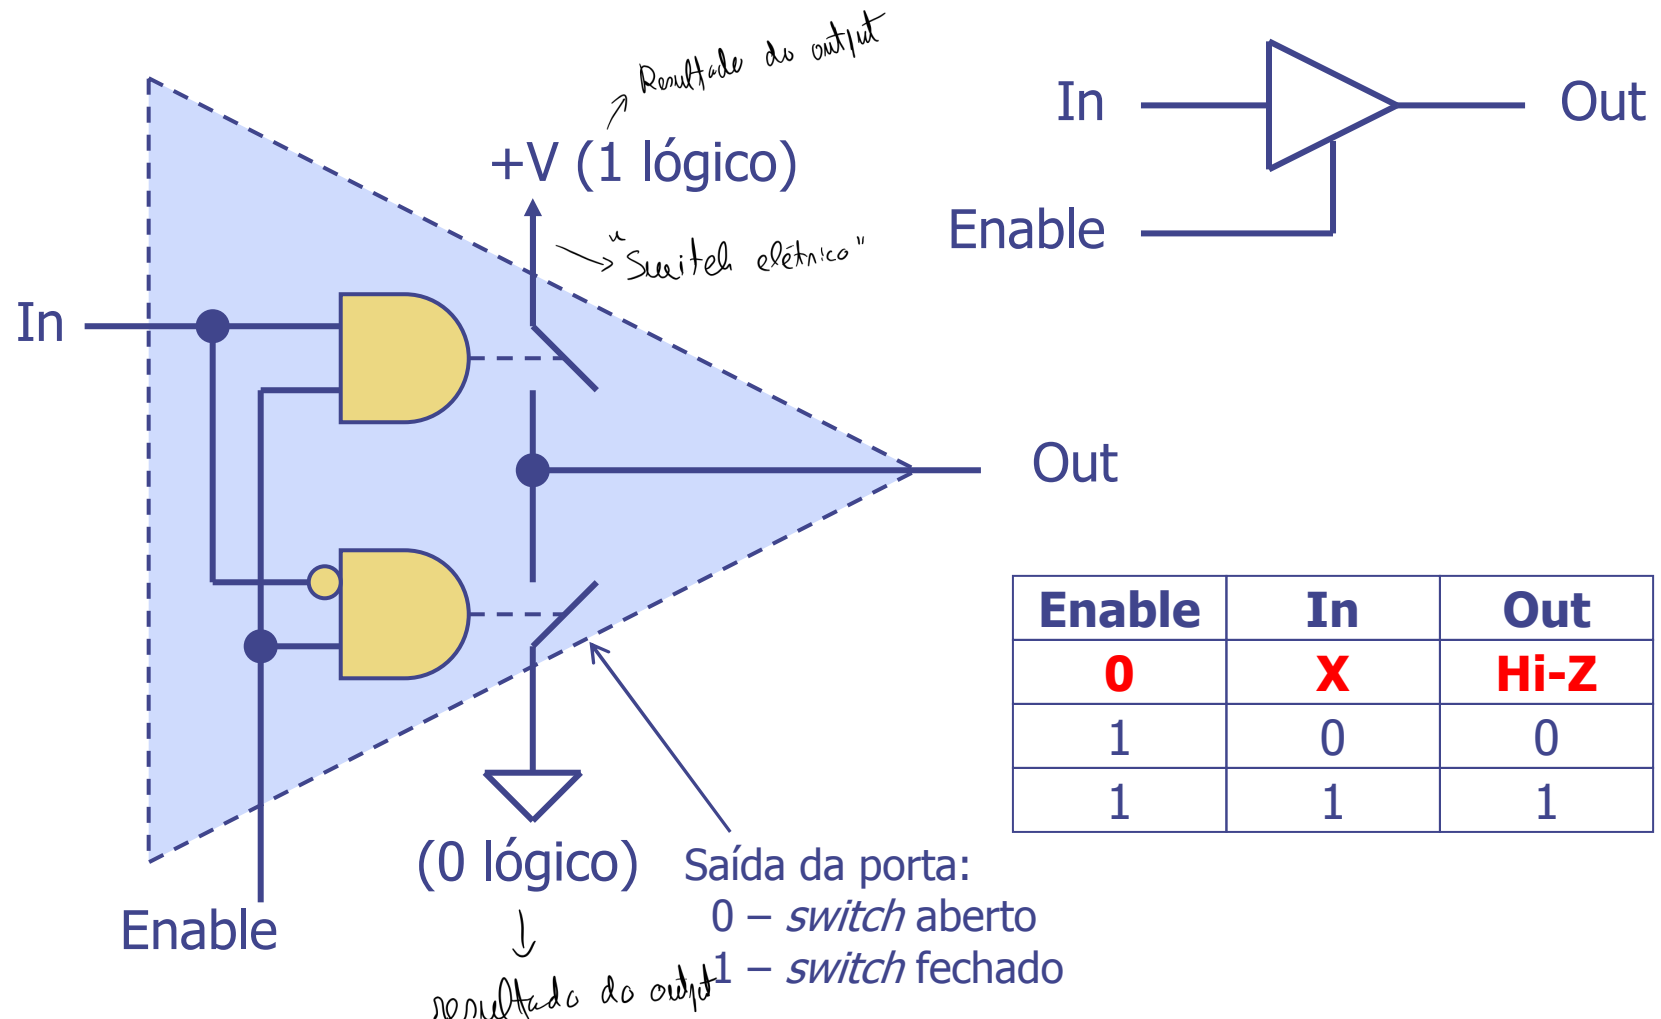 Resultado do output
+V (1 lógico)
"Switch elétrico"
In
Out
Enable
(0 lógico)
resultado do output
Saída da porta:
0 – switch aberto
1 – switch fechado
In
Out
Enable
Enable In Out
0 X Hi-Z
1 0 0
1 1 1